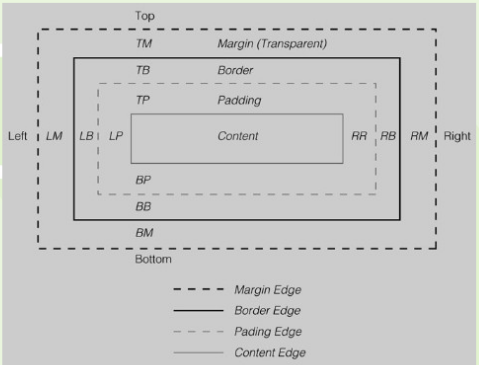 Top
TM Margin (Transparent)
TB Border
TP Padding
Left LM LB LP Content RR RB RM Right
BP
BB
BM
Bottom
Margin Edge
Border Edge
Pading Edge
Content Edge